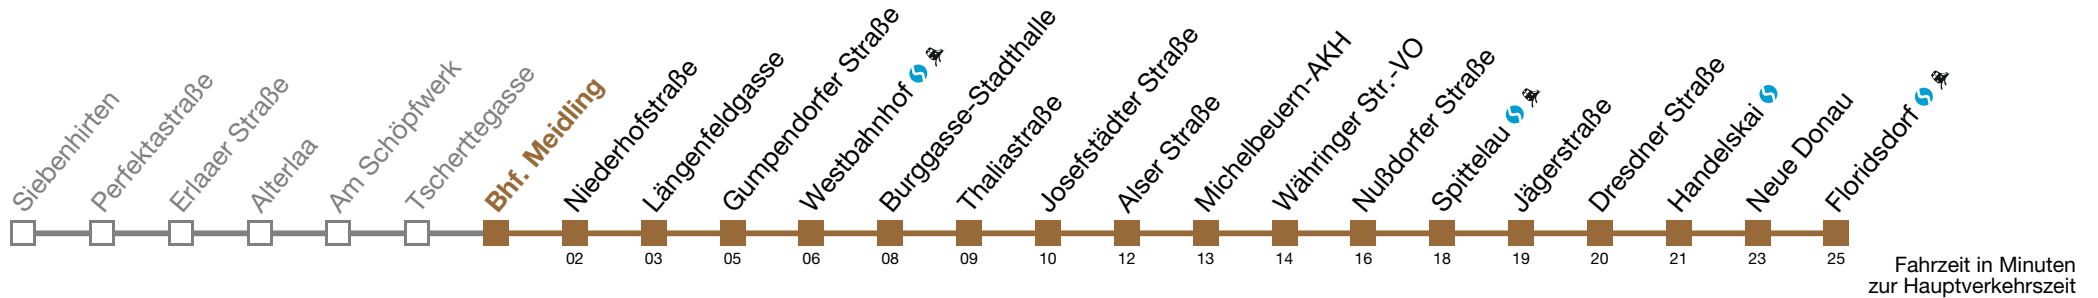 Siebenhirten
Perfektastraße
Erlaaer Straße
Alterlaa
Am Schöpfwerk
Tscherttegasse
Bhf. Meidling
Niederhofstraße
Längenfeldgasse
Gumpendorfer Straße
Westbahnhof
Burggasse-Stadthalle
Thaliastraße
Josefstädter Straße
Alser Straße
Michelbeuern-AKH
Währinger Str.-VO
Nußdorfer Straße
Spittelau
Jägerstraße
Dresdner Straße
Handelskai
Neue Donau
Floridsdorf
02 03 05 06 08 09 10 12 13 14 16 18 19 20 21 23 25
Fahrzeit in Minuten
zur Hauptverkehrszeit